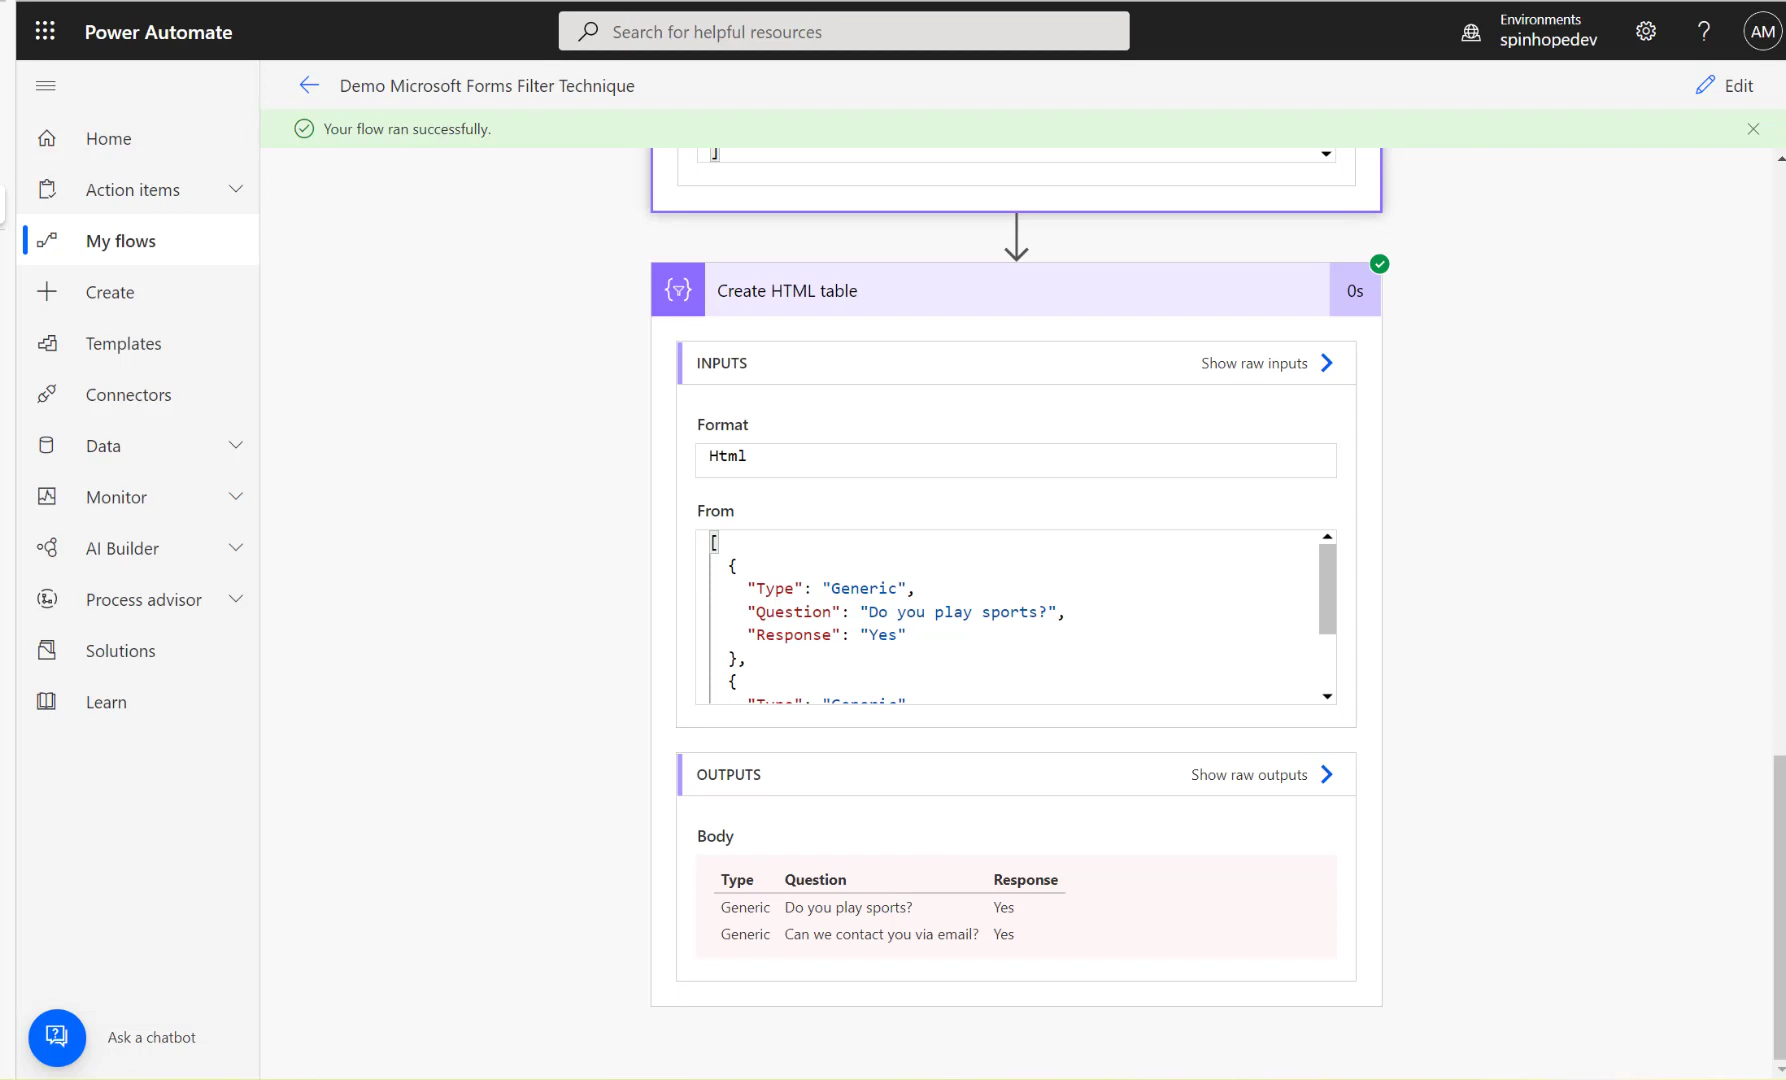 Power Automate
Search for helpful resources
Environments
spinhopedev
?
AM
Demo Microsoft Forms Filter Technique
Edit
Your flow ran successfully.
Home
Action items
My flows
Create
Templates
Connectors
Data
Monitor
AI Builder
Process advisor
Solutions
Learn
Ask a chatbot
]
Create HTML table
0s
INPUTS
Show raw inputs
Format
Html
From
[
{
"Type": "Generic",
"Question": "Do you play sports?",
"Response": "Yes"
},
{
"Type": "Generic"
OUTPUTS
Show raw outputs
Body
Type Question Response
Generic Do you play sports? Yes
Generic Can we contact you via email? Yes